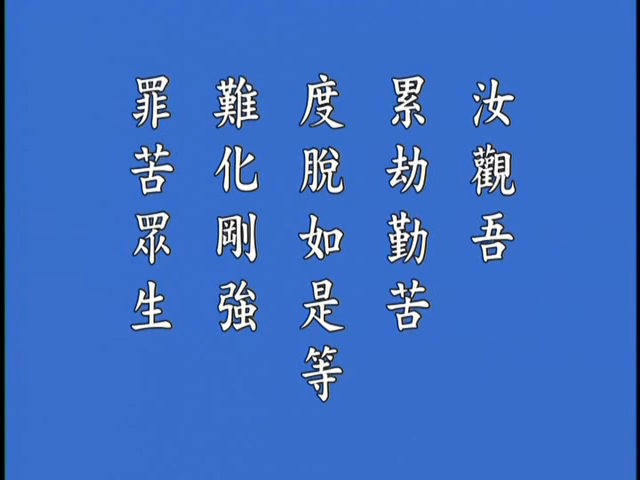 汝觀吾
累劫勤苦
度脫如是等
難化剛強
罪苦眾生